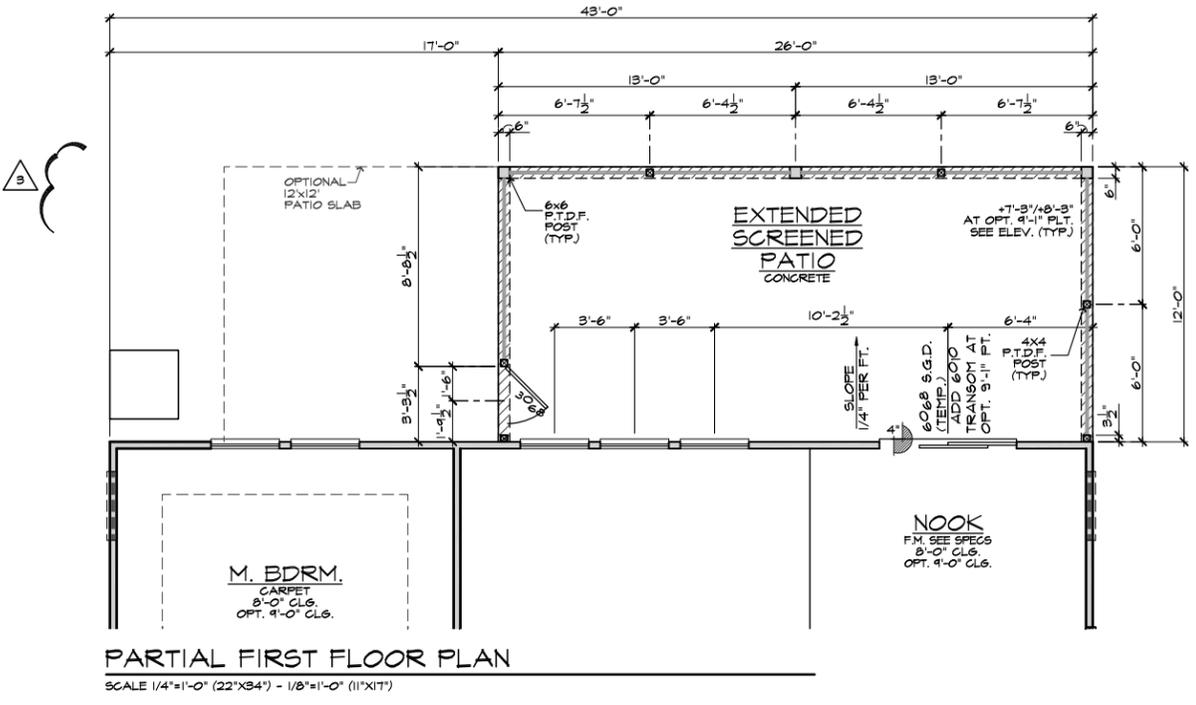 43'-0"
17'-0"
26'-0"
13'-0"
13'-0"
6'-7½"
6'-4½"
6'-4½"
6'-7½"
6"
6"
3
OPTIONAL
12'x12'
PATIO SLAB
6x6
P.T.D.F.
POST
(TYP.)
EXTENDED
SCREENED
PATIO
CONCRETE
+7'-3"/+8'-3"
AT OPT. 9'-1" PLT.
SEE ELEV. (TYP.)
6"
6'-0"
12'-0"
8'-8½"
3'-6"
3'-6"
10'-2½"
6'-4"
4X4
P.T.D.F.
POST
(TYP.)
SLOPE
1/4" PER FT.
6068 S.G.D.
(TEMP.)
ADD 6010
TRANSOM AT
OPT. 9'-1" PT.
6'-0"
3'-3½"
1'-6"
1'-9½"
3068
4"
3½"
NOOK
F.M. SEE SPECS
8'-0" CLG.
OPT. 9'-0" CLG.
M. BDRM.
CARPET
8'-0" CLG.
OPT. 9'-0" CLG.
PARTIAL FIRST FLOOR PLAN
SCALE 1/4"=1'-0" (22"X34") - 1/8"=1'-0" (11"X17")